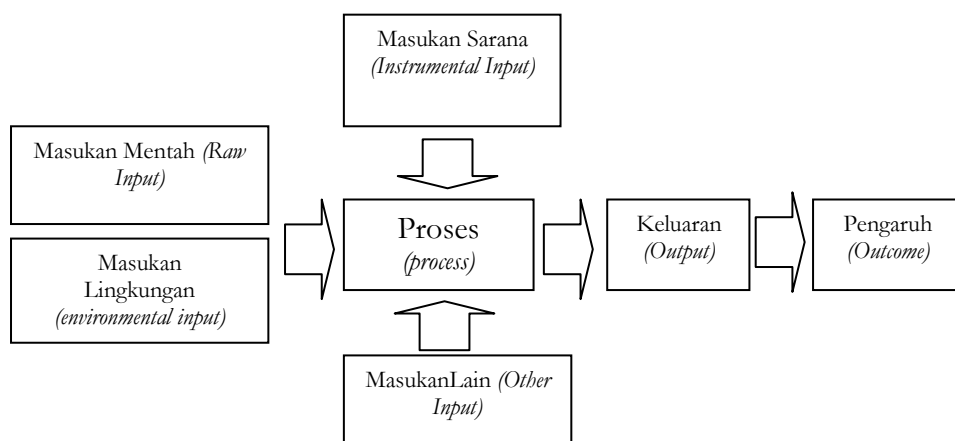 Masukan Sarana
(Instrumental Input)
Masukan Mentah (Raw
Input)
Masukan
Lingkungan
(environmental input)
Proses
(process)
Keluaran
(Output)
Pengaruh
(Outcome)
MasukanLain (Other
Input)